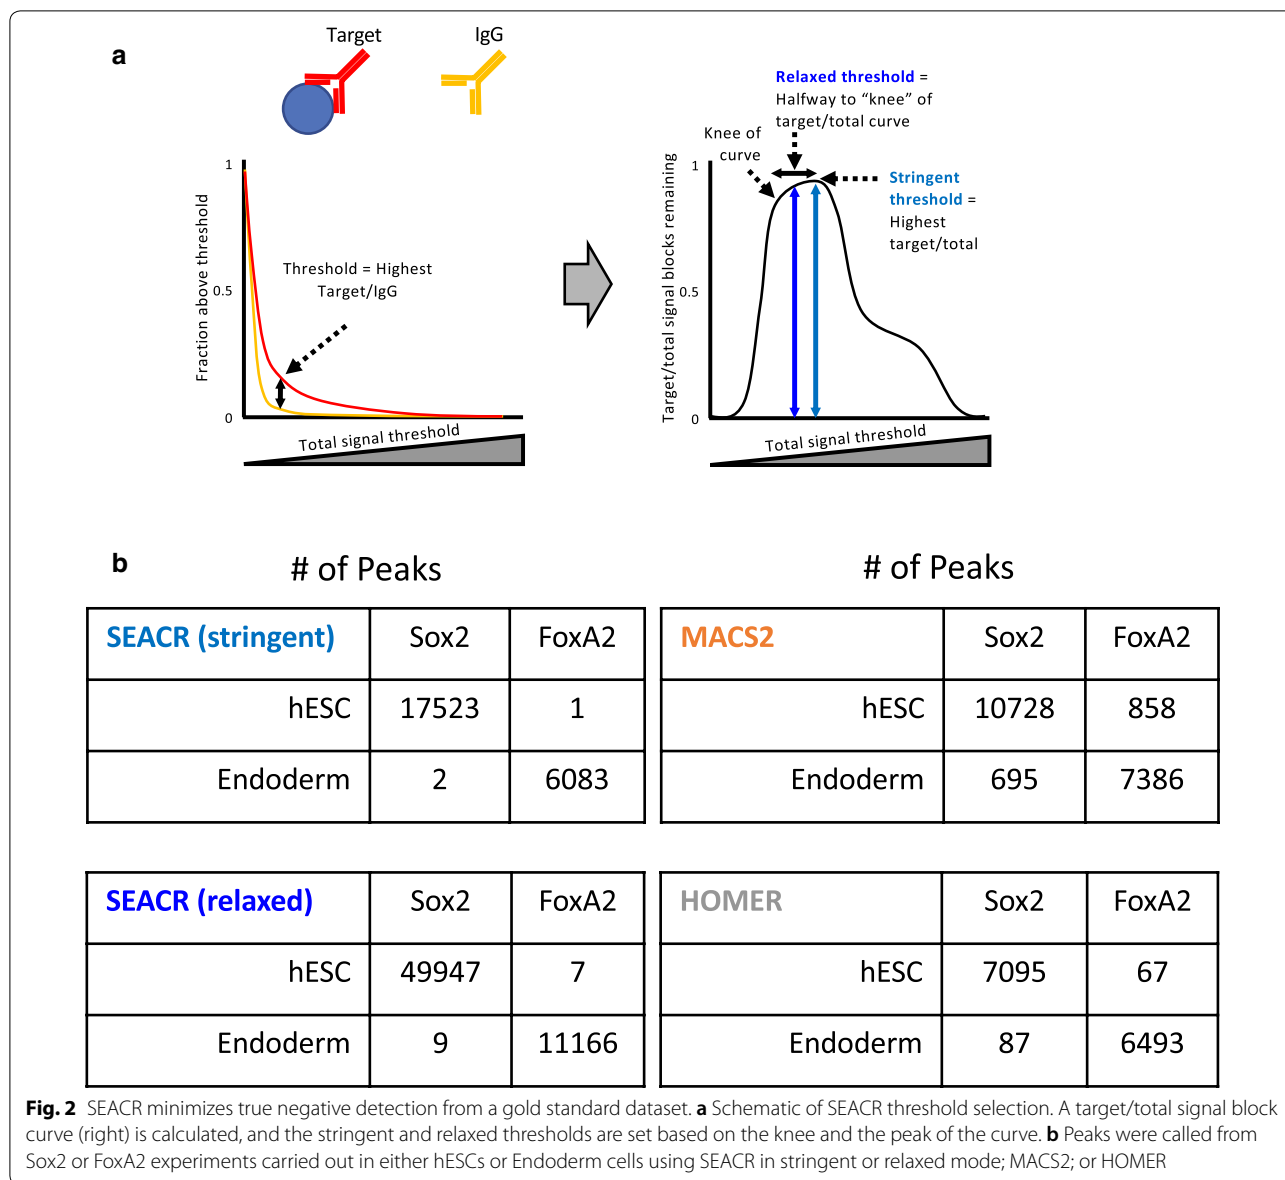 a
Target
IgG
1
0.5
0
Fraction above threshold
Threshold = Highest
Target/IgG
Total signal threshold
Relaxed threshold =
Halfway to “knee” of
target/total curve
Knee of
curve
Stringent
threshold =
Highest
target/total
1
0.5
0
Target/total signal blocks remaining
Total signal threshold
b
# of Peaks
SEACR (stringent) Sox2 FoxA2
hESC 17523 1
Endoderm 2 6083
# of Peaks
MACS2 Sox2 FoxA2
hESC 10728 858
Endoderm 695 7386
SEACR (relaxed) Sox2 FoxA2
hESC 49947 7
Endoderm 9 11166
HOMER Sox2 FoxA2
hESC 7095 67
Endoderm 87 6493
Fig. 2 SEACR minimizes true negative detection from a gold standard dataset. a Schematic of SEACR threshold selection. A target/total signal block
curve (right) is calculated, and the stringent and relaxed thresholds are set based on the knee and the peak of the curve. b Peaks were called from
Sox2 or FoxA2 experiments carried out in either hESCs or Endoderm cells using SEACR in stringent or relaxed mode; MACS2; or HOMER